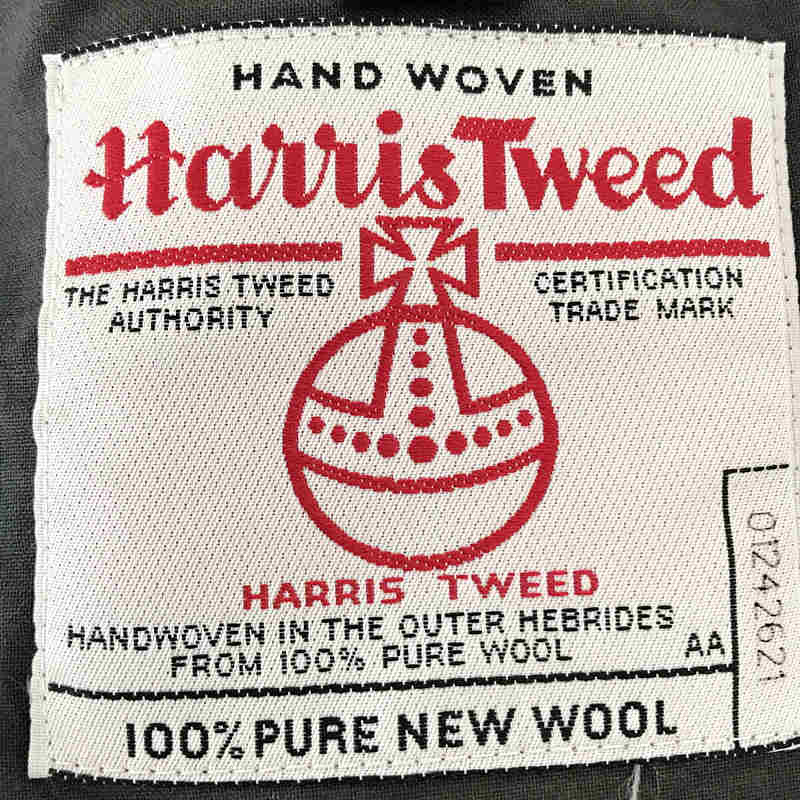 HAND WOVEN
Harris Tweed
THE HARRIS TWEED
AUTHORITY
CERTIFICATION
TRADE MARK
HARRIS TWEED
HANDWOVEN IN THE OUTER HEBRIDES
FROM 100% PURE WOOL
AA
01242621
100% PURE NEW WOOL